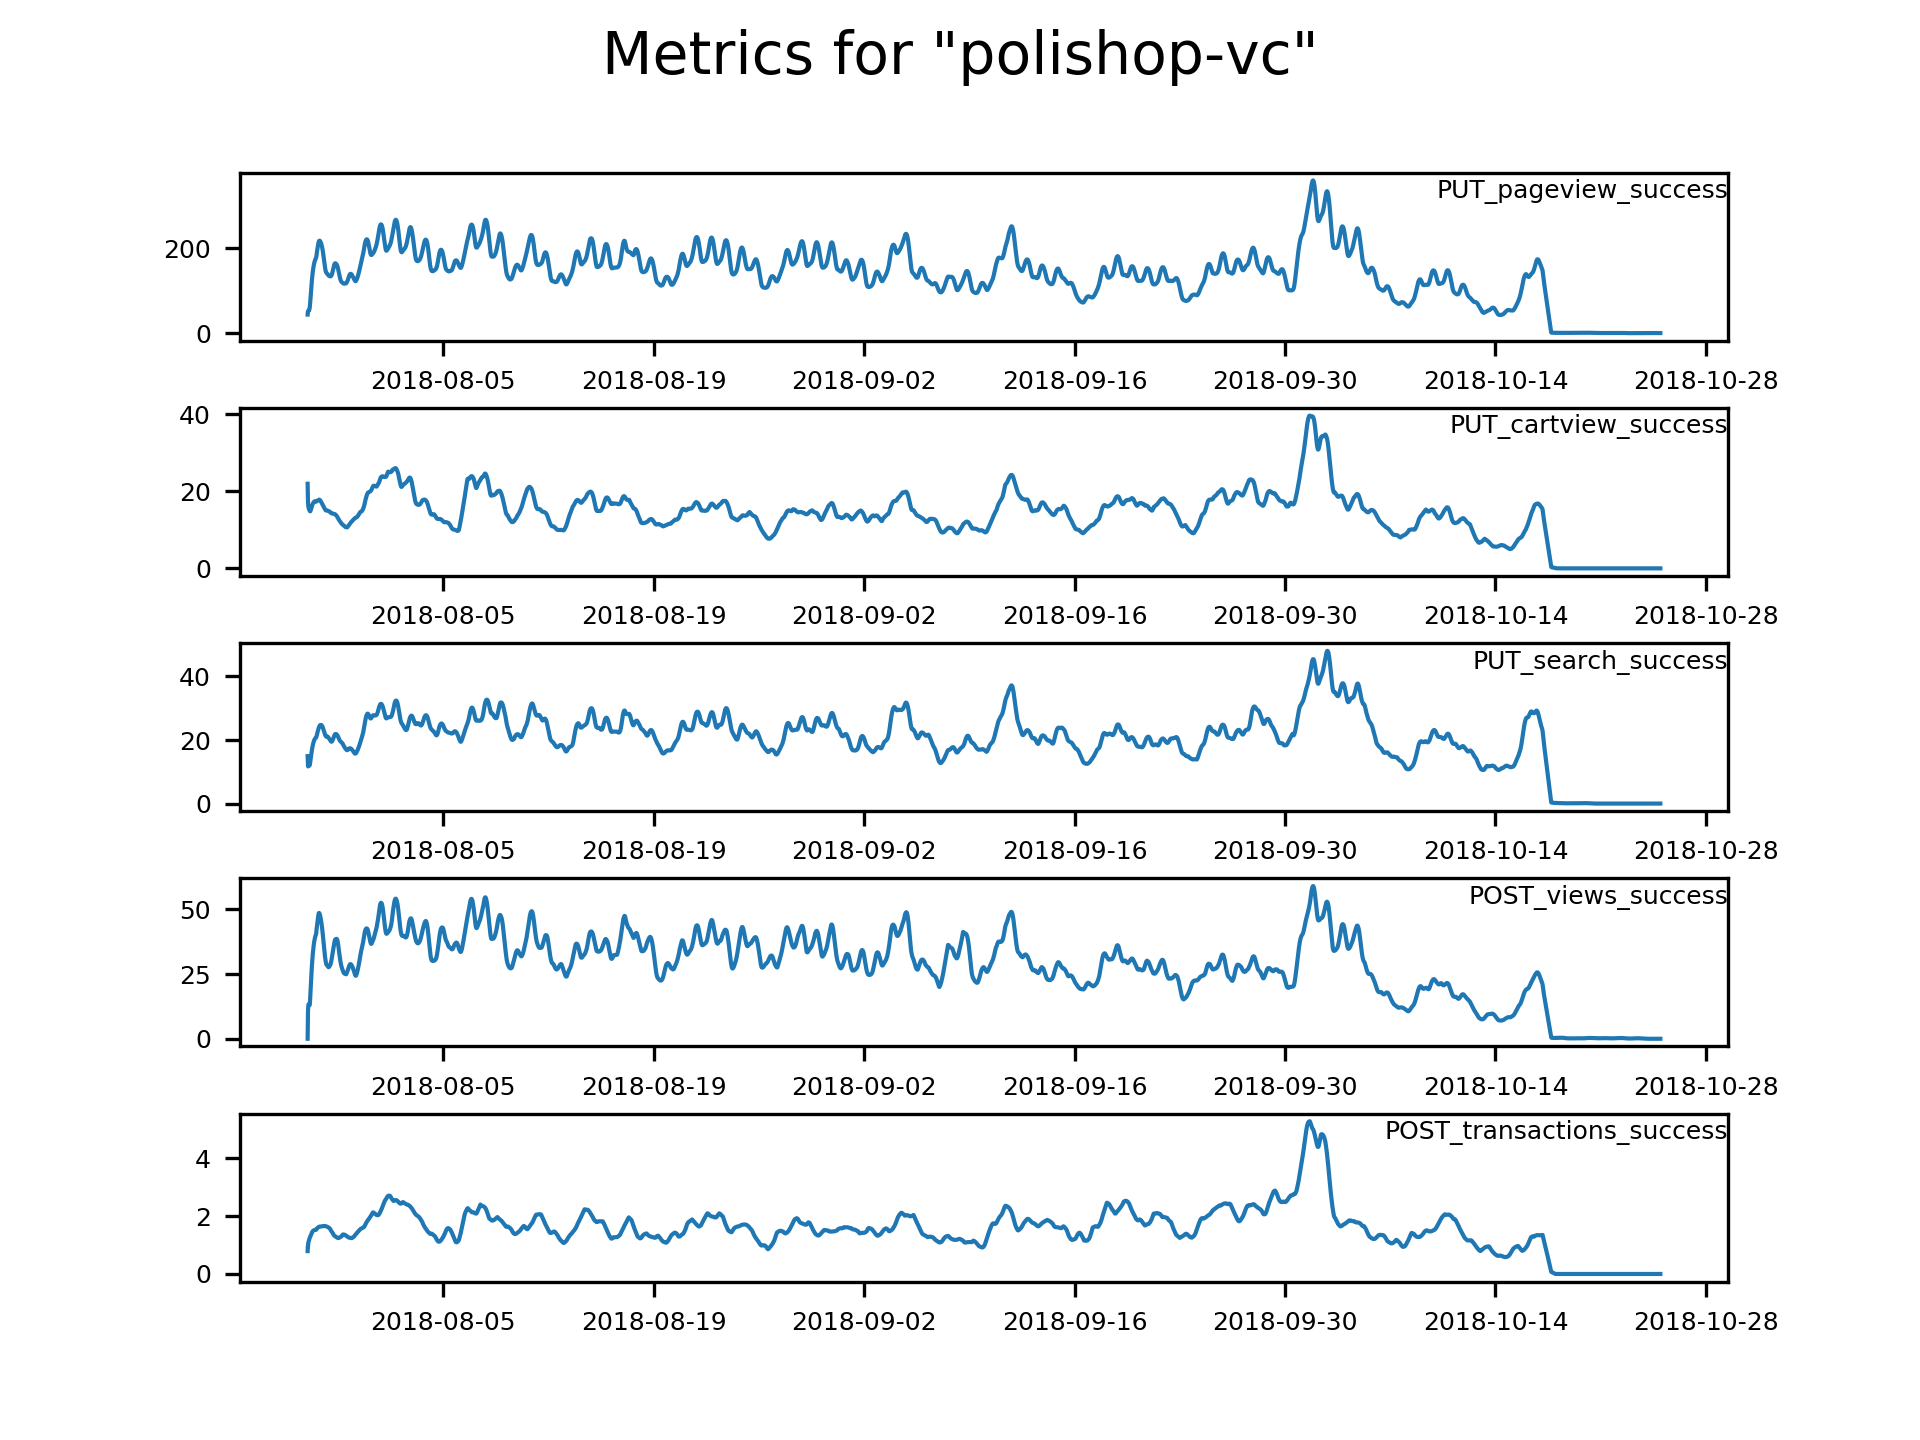 Metrics for "polishop-vc"
PUT_pageview_success
200
0
2018-08-05 2018-08-19 2018-09-02 2018-09-16 2018-09-30 2018-10-14 2018-10-28
40
PUT_cartview_success
20
0
2018-08-05 2018-08-19 2018-09-02 2018-09-16 2018-09-30 2018-10-14 2018-10-28
PUT_search_success
40
20
0
2018-08-05 2018-08-19 2018-09-02 2018-09-16 2018-09-30 2018-10-14 2018-10-28
POST_views_success
50
25
0
2018-08-05 2018-08-19 2018-09-02 2018-09-16 2018-09-30 2018-10-14 2018-10-28
POST_transactions_success
4
2
0
2018-08-05 2018-08-19 2018-09-02 2018-09-16 2018-09-30 2018-10-14 2018-10-28